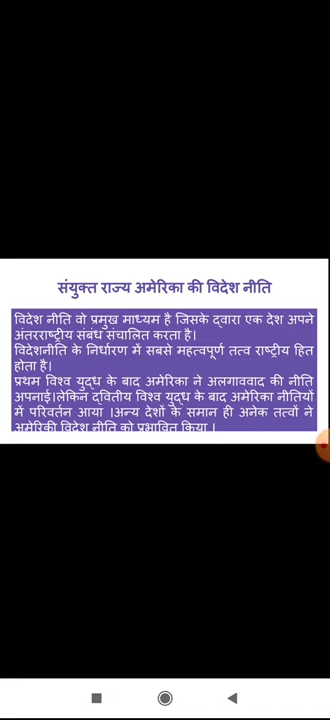 संयुक्त राज्य अमेरिका की विदेश नीति
विदेश नीति वो प्रमुख माध्यम है जिसके द्वारा एक देश अपने
अंतरराष्ट्रीय संबंध संचालित करता है।
विदेशनीति के निर्धारण में सबसे महत्वपूर्ण तत्व राष्ट्रीय हित
होता है।
प्रथम विश्व युद्ध के बाद अमेरिका ने अलगाववाद की नीति
अपनाई।लेकिन द्वितीय विश्व युद्ध के बाद अमेरिका नीतियों
में परिवर्तन आया ।अन्य देशों के समान ही अनेक तत्वों ने
अमेरिकी विदेश नीति को प्रभावित किया ।